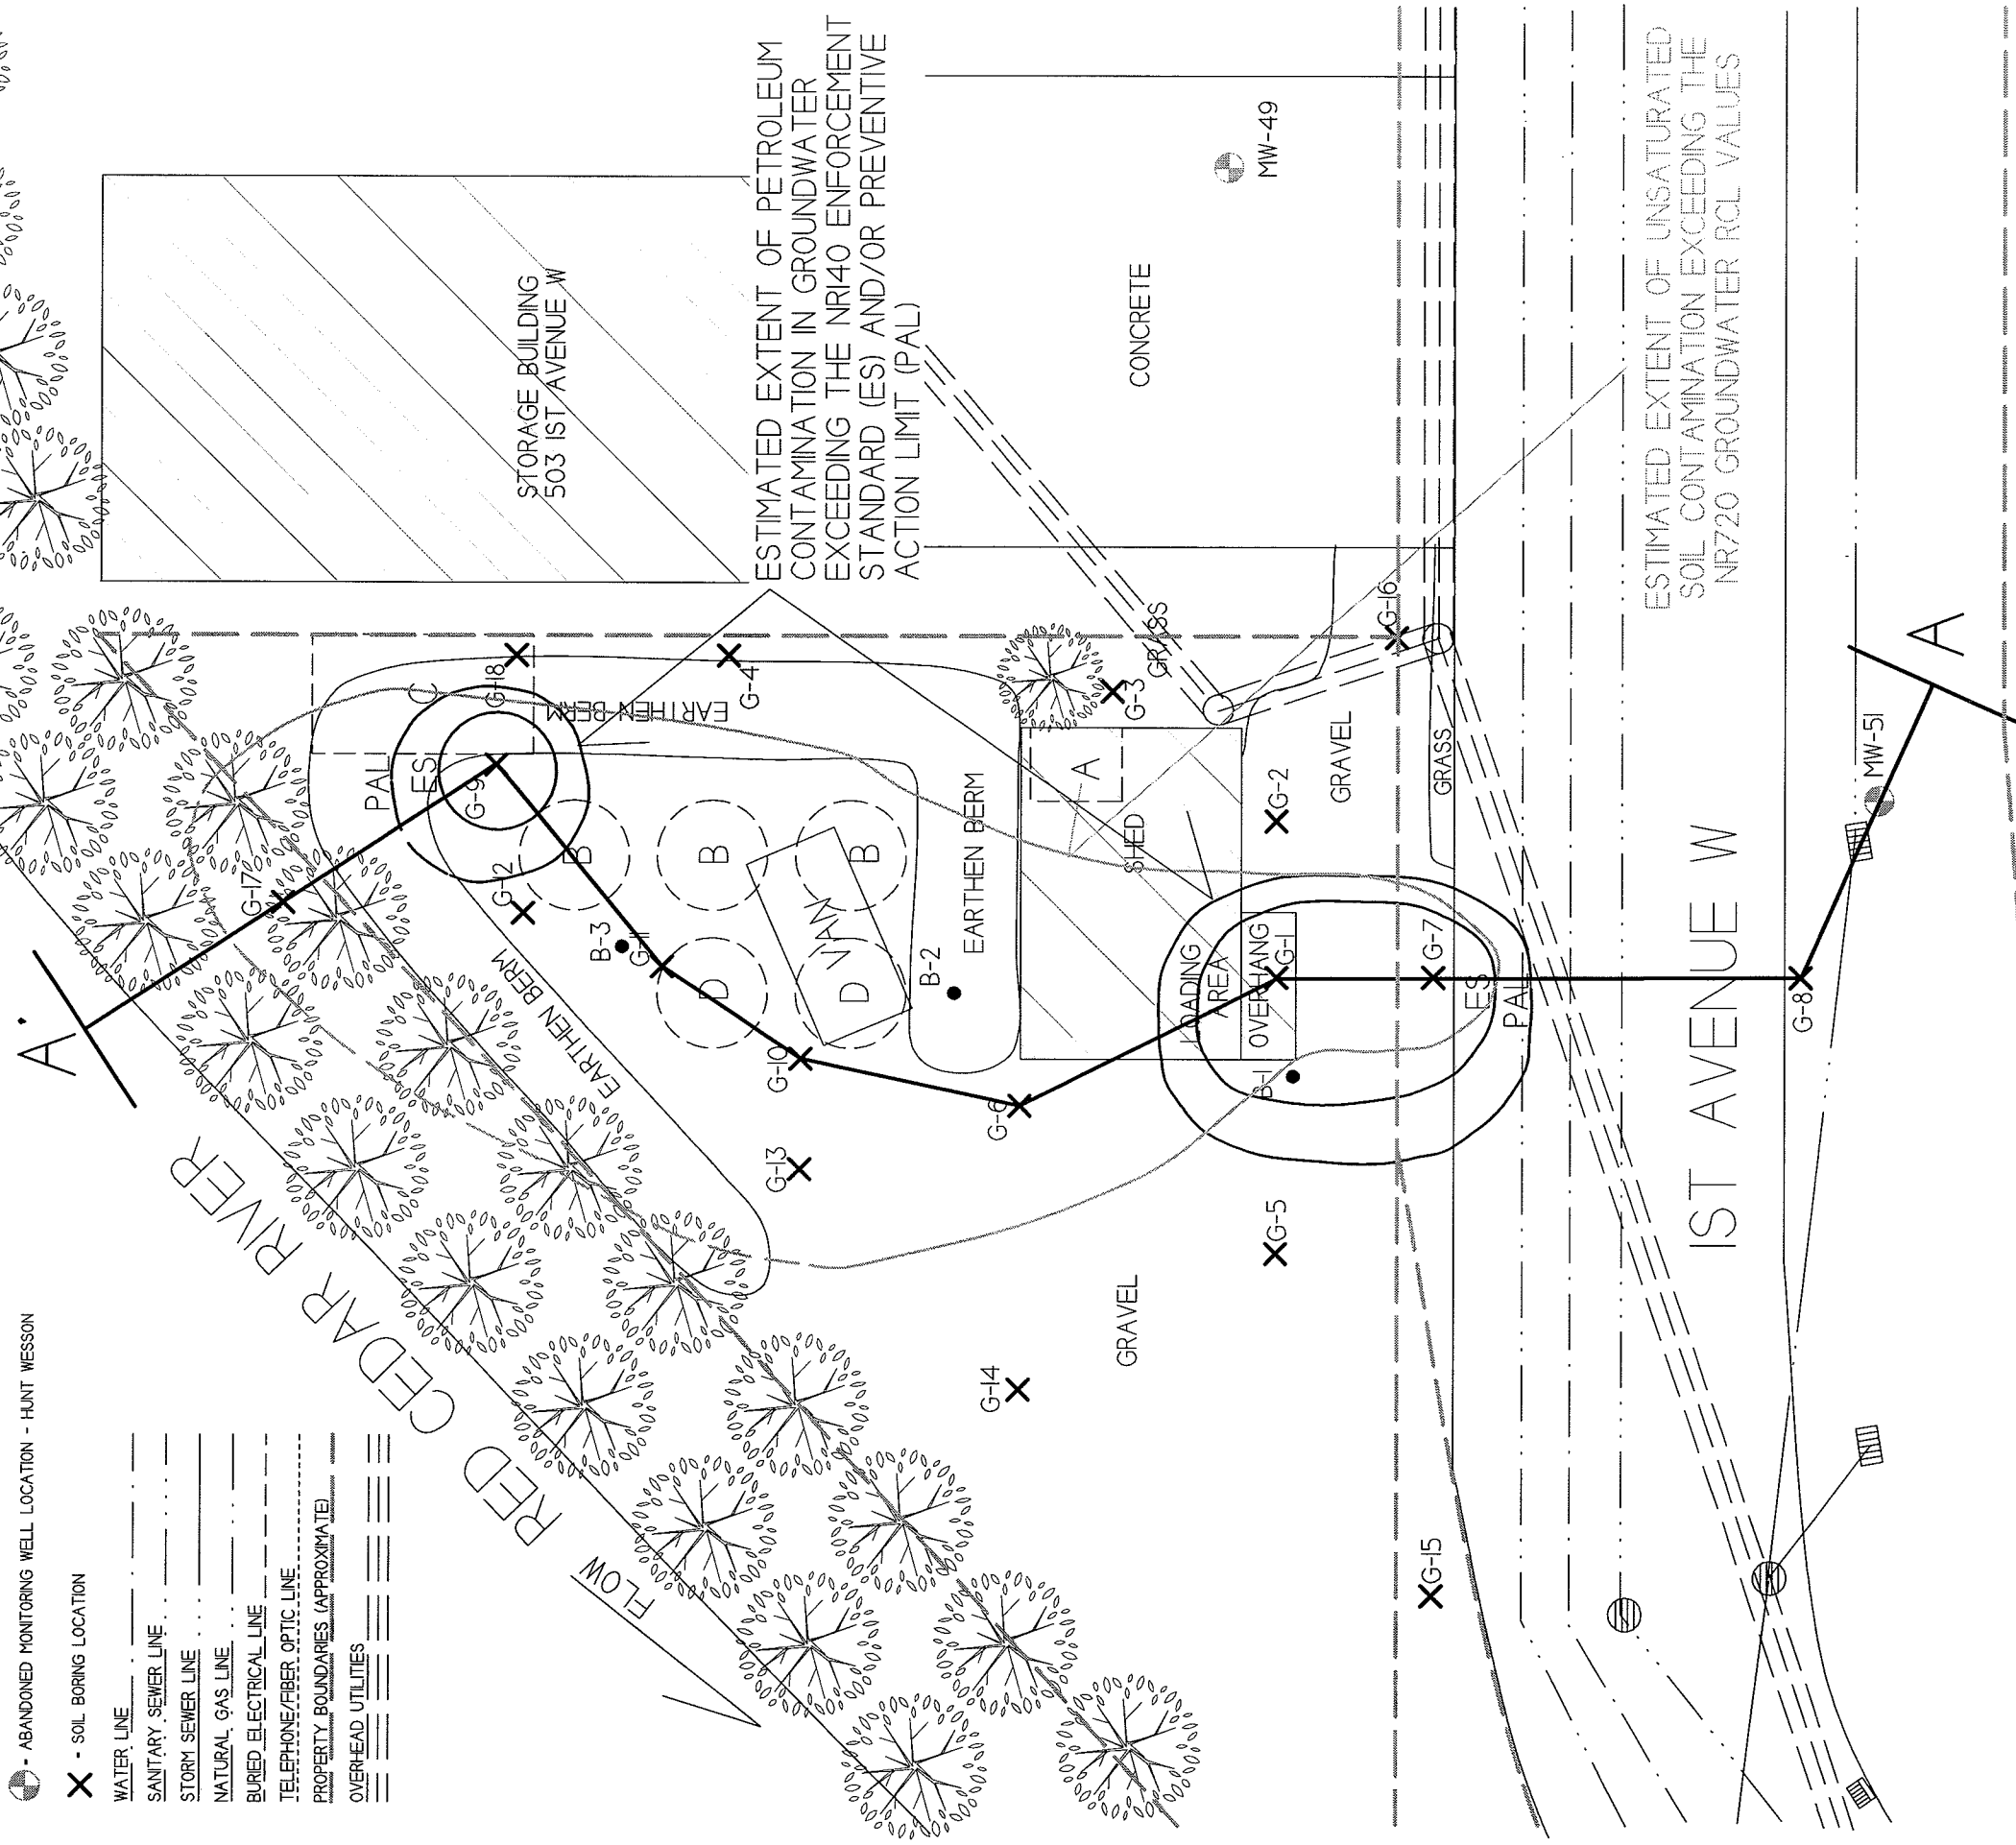 - ABANDONED MONITORING WELL LOCATION - HUNT WESSON
- SOIL BORING LOCATION
WATER LINE
SANITARY SEWER LINE
STORM SEWER LINE
NATURAL GAS LINE
BURIED ELECTRICAL LINE
TELEPHONE/FIBER OPTIC LINE
PROPERTY BOUNDARIES (APPROXIMATE)
OVERHEAD UTILITIES
A'
RED CEDAR RIVER
FLOW
STORAGE BUILDING
503 1ST AVENUE W
ESTIMATED EXTENT OF PETROLEUM
CONTAMINATION IN GROUNDWATER
EXCEEDING THE NR140 ENFORCEMENT
STANDARD (ES) AND/OR PREVENTIVE
ACTION LIMIT (PAL)
G-17
PAL
ES
C
G-9
G-18
G-12
EARTHEN BERM
G-4
B-3
G-11
EARTHEN BERM
B
B
B
D
D
VAN
B-2
EARTHEN BERM
G-10
G-13
G-6
G-14
GRAVEL
G-5
G-15
SHED
A
G-3
GRASS
LOADING
AREA
OVERHANG
G-1
B-1
G-2
GRAVEL
GRASS
G-7
ES
PAL
G-16
CONCRETE
MW-49
ESTIMATED EXTENT OF UNSATURATED
SOIL CONTAMINATION EXCEEDING THE
NR720 GROUNDWATER RCL VALUES
1ST AVENUE W
G-8
MW-51
A